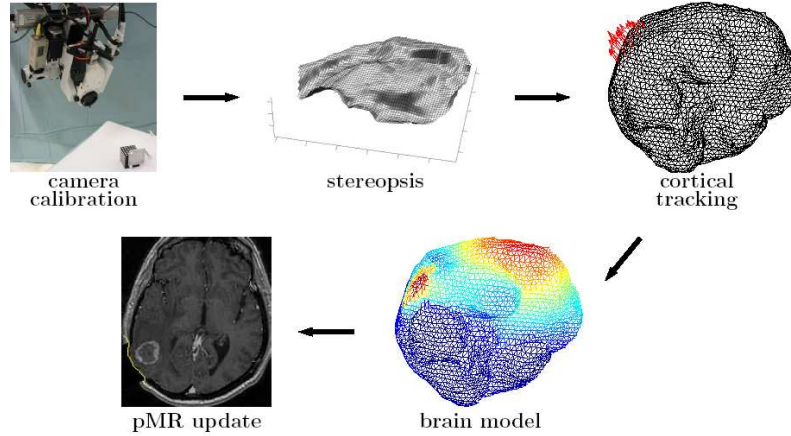 camera
calibration
stereopsis
cortical
tracking
pMR update
brain model